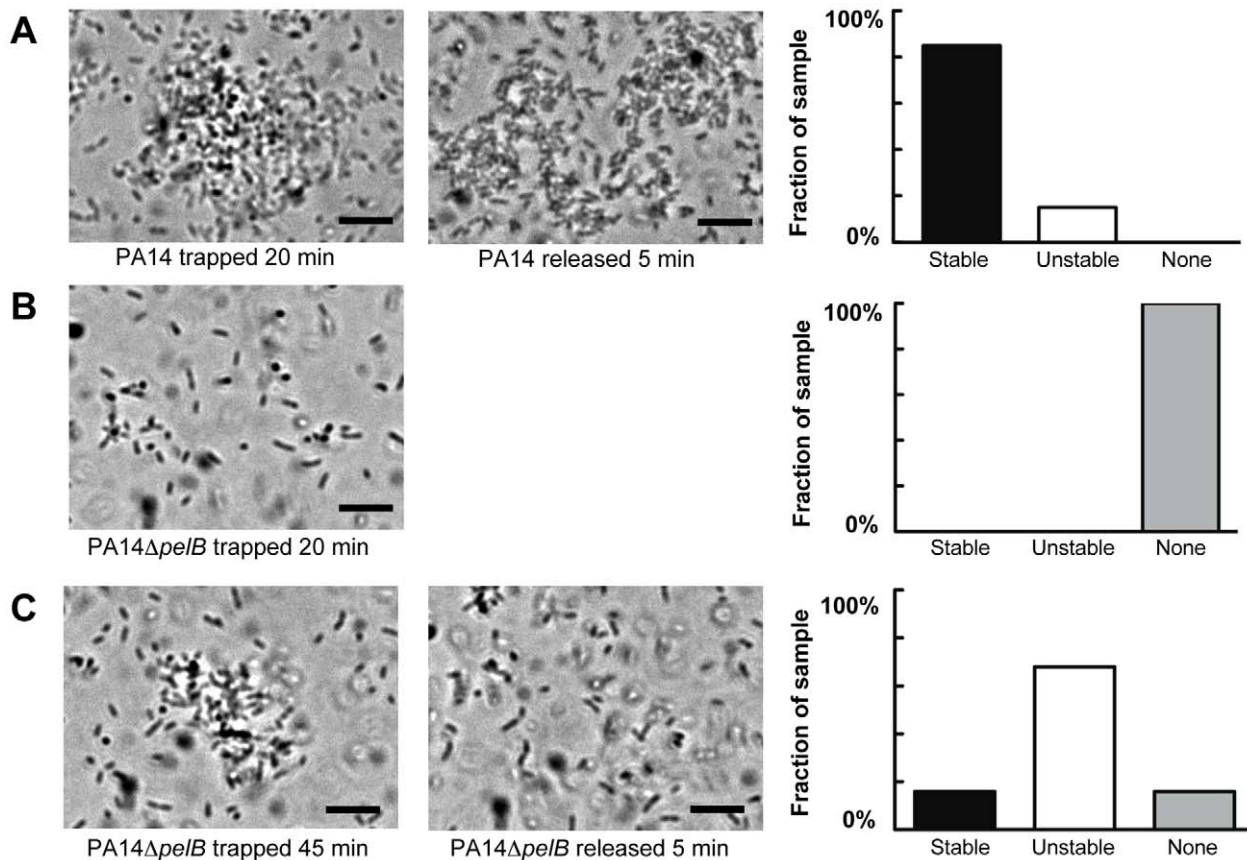 A
PA14 trapped 20 min
PA14 released 5 min
Fraction of sample
100%
0%
Stable Unstable None
B
PA14ΔpelB trapped 20 min
Fraction of sample
100%
0%
Stable Unstable None
C
PA14ΔpelB trapped 45 min
PA14ΔpelB released 5 min
Fraction of sample
100%
0%
Stable Unstable None